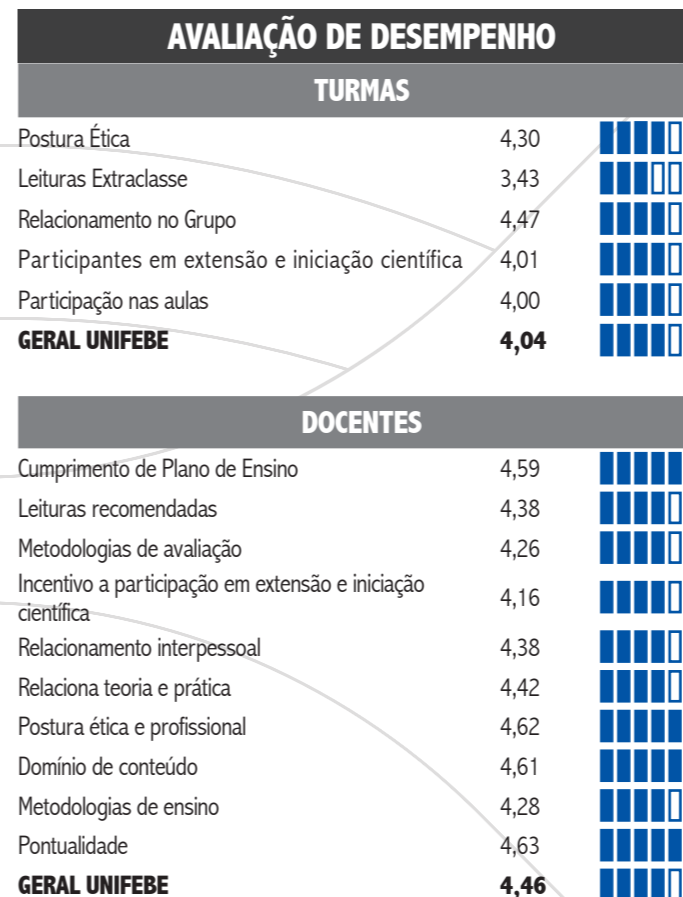 AVALIAÇÃO DE DESEMPENHO
TURMAS
Postura Ética 4,30
Leituras Extraclasse 3,43
Relacionamento no Grupo 4,47
Participantes em extensão e iniciação científica 4,01
Participação nas aulas 4,00
GERAL UNIFEBE 4,04
DOCENTES
Cumprimento de Plano de Ensino 4,59
Leituras recomendadas 4,38
Metodologias de avaliação 4,26
Incentivo a participação em extensão e iniciação
científica 4,16
Relacionamento interpessoal 4,38
Relaciona teoria e prática 4,42
Postura ética e profissional 4,62
Domínio de conteúdo 4,61
Metodologias de ensino 4,28
Pontualidade 4,63
GERAL UNIFEBE 4,46